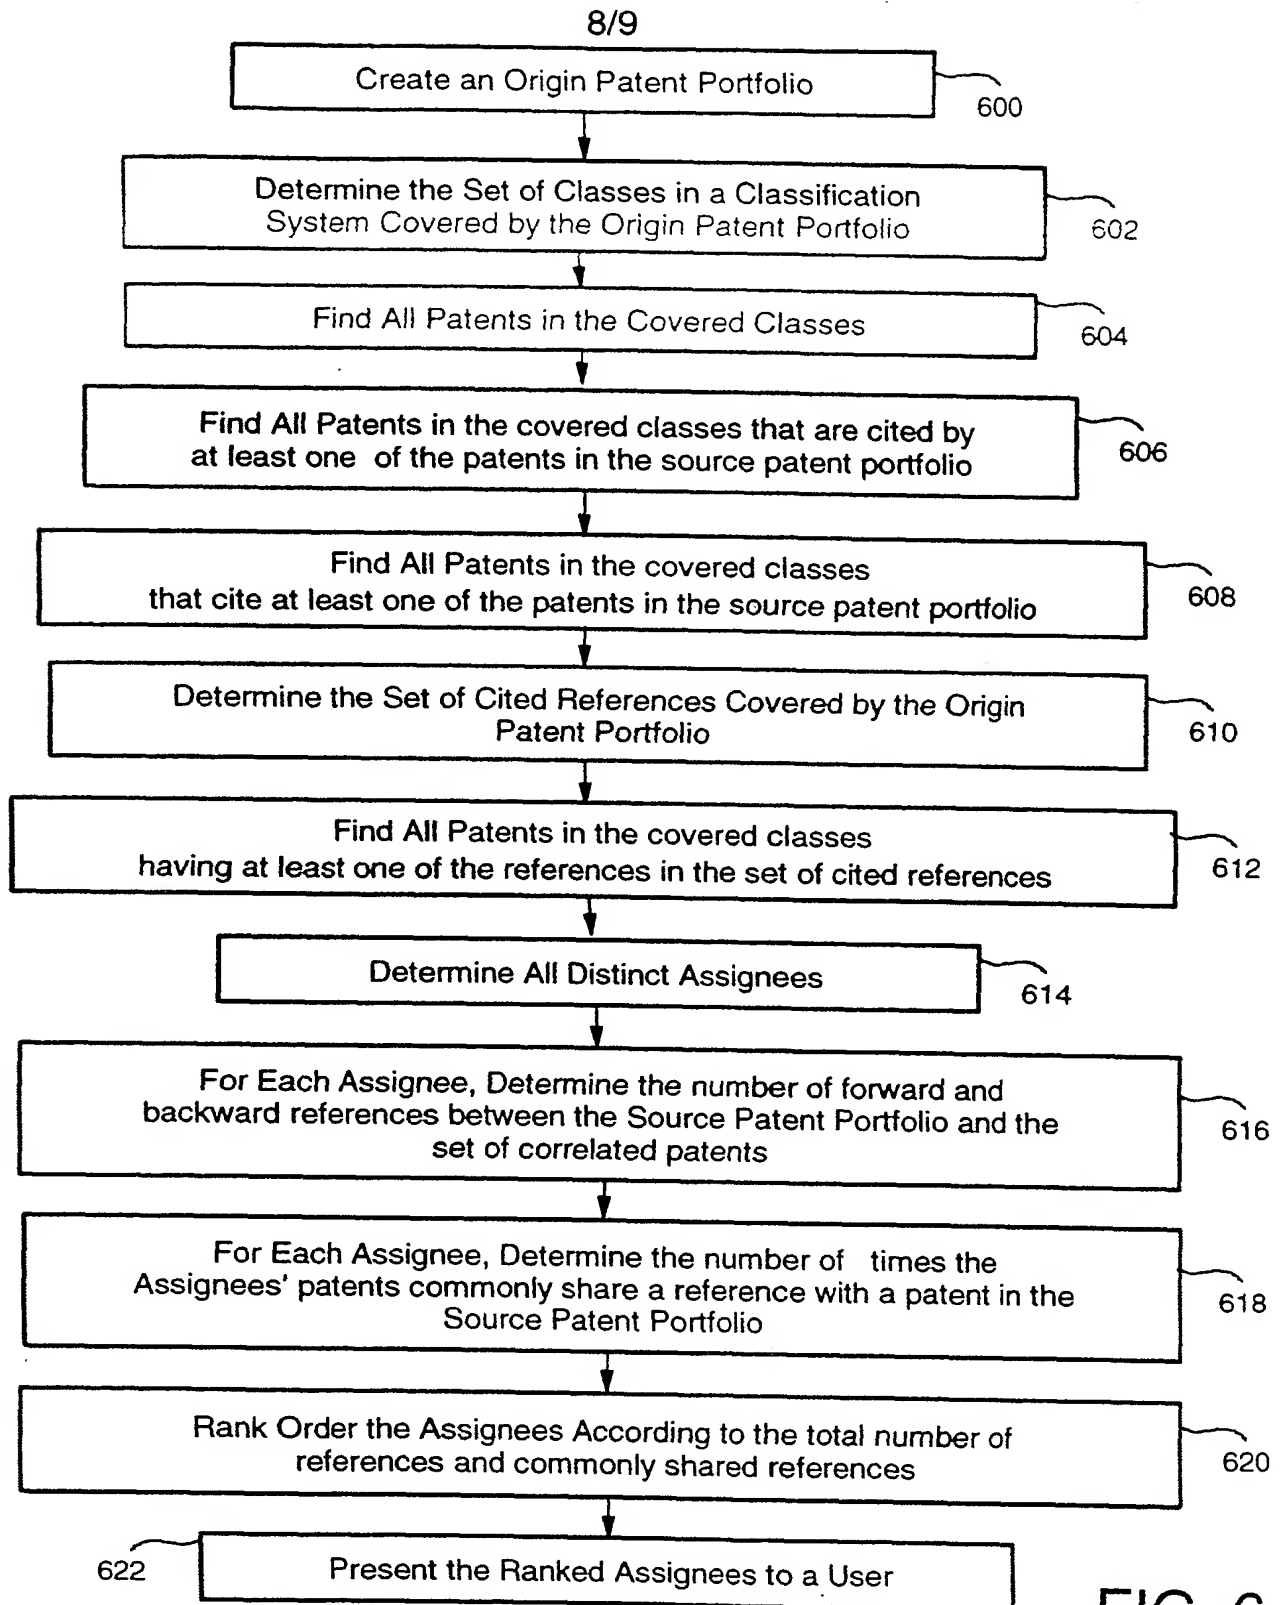 8/9
Create an Origin Patent Portfolio
600
Determine the Set of Classes in a Classification
System Covered by the Origin Patent Portfolio
602
Find All Patents in the Covered Classes
604
Find All Patents in the covered classes that are cited by
at least one of the patents in the source patent portfolio
606
Find All Patents in the covered classes
that cite at least one of the patents in the source patent portfolio
608
Determine the Set of Cited References Covered by the Origin
Patent Portfolio
610
Find All Patents in the covered classes
having at least one of the references in the set of cited references
612
Determine All Distinct Assignees
614
For Each Assignee, Determine the number of forward and
backward references between the Source Patent Portfolio and the
set of correlated patents
616
For Each Assignee, Determine the number of times the
Assignees' patents commonly share a reference with a patent in the
Source Patent Portfolio
618
Rank Order the Assignees According to the total number of
references and commonly shared references
620
622
Present the Ranked Assignees to a User
FIG. 6